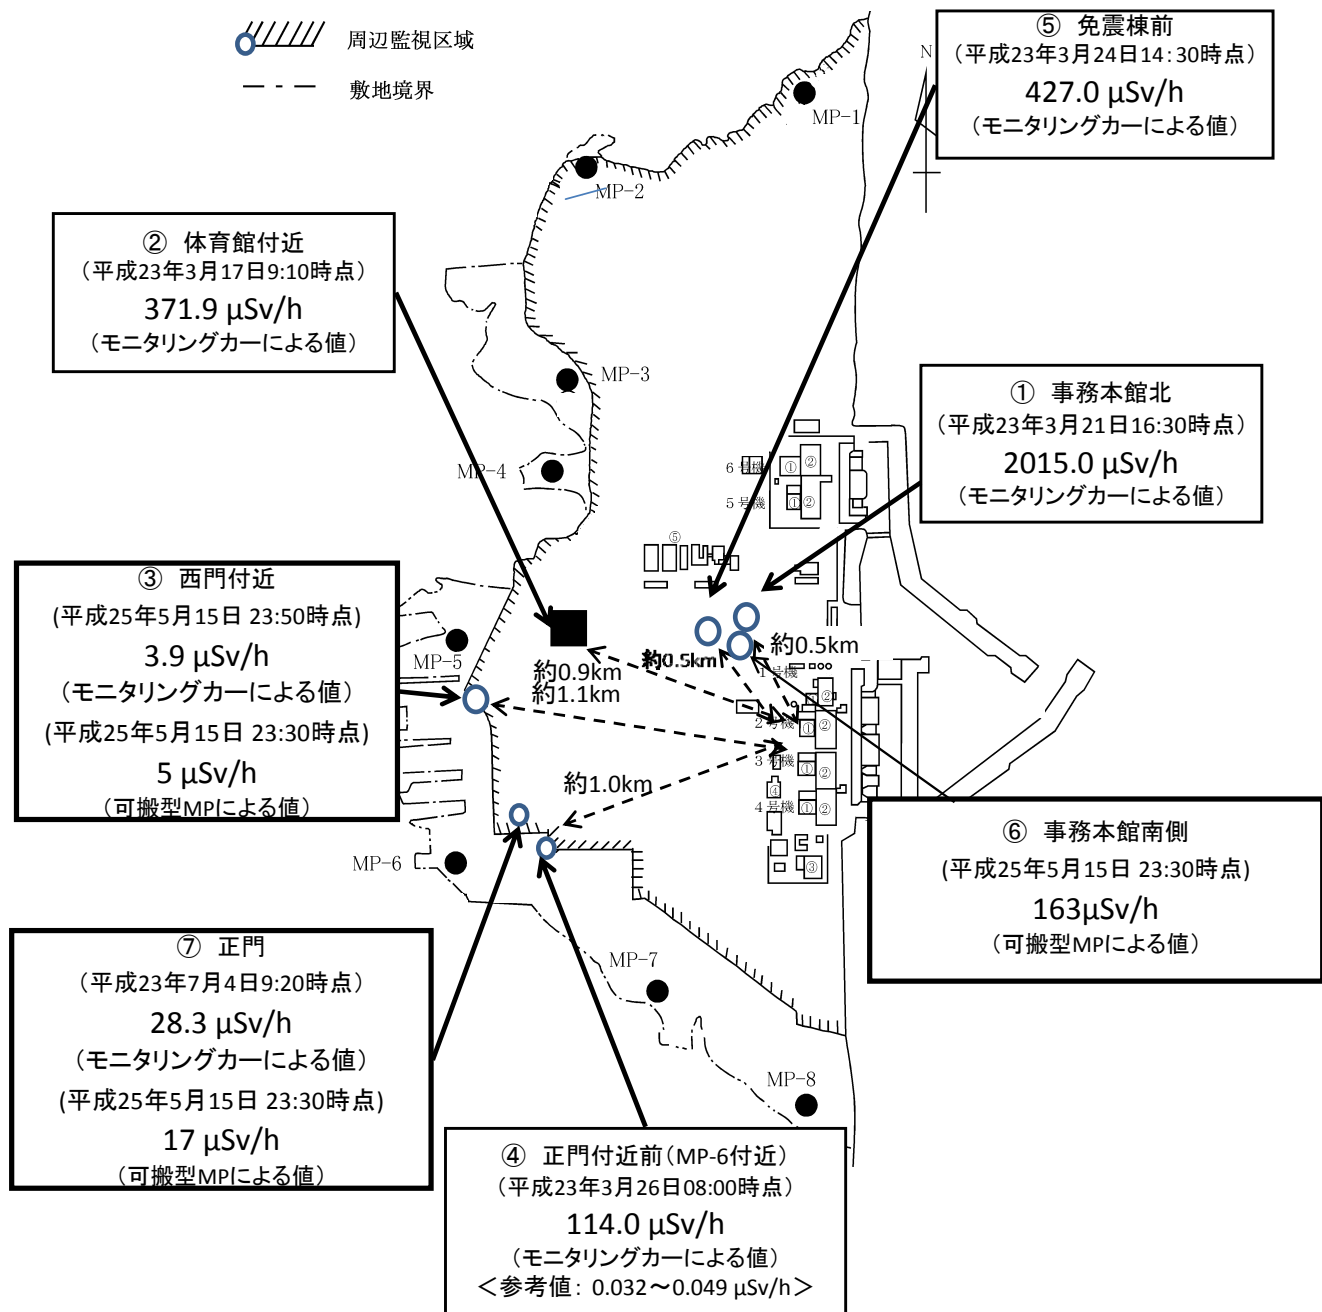 周辺監視区域
敷地境界
⑤ 免震棟前
（平成23年3月24日14：30時点）
427.0 μSv/h
（モニタリングカーによる値）
N
MP-1
MP-2
② 体育館付近
（平成23年3月17日9:10時点）
371.9 μSv/h
（モニタリングカーによる値）
MP-3
① 事務本館北
（平成23年3月21日16:30時点）
2015.0 μSv/h
（モニタリングカーによる値）
MP-4
6号機
① ②
5号機
① ②
⑤
③ 西門付近
(平成25年5月15日 23:50時点)
3.9 μSv/h
（モニタリングカーによる値）
(平成25年5月15日 23:30時点)
5 μSv/h
（可搬型MPによる値）
MP-5
約0.9km
約1.1km
約0.5km
約0.5km
1号機
②
2号機
① ②
3号機
① ②
約1.0km
④
4号機
① ②
③
MP-6
⑥ 事務本館南側
(平成25年5月15日 23:30時点)
163μSv/h
（可搬型MPによる値）
⑦ 正門
（平成23年7月4日9:20時点）
28.3 μSv/h
（モニタリングカーによる値）
(平成25年5月15日 23:30時点)
17 μSv/h
（可搬型MPによる値）
MP-7
MP-8
④ 正門付近前（MP-6付近）
（平成23年3月26日08:00時点）
114.0 μSv/h
（モニタリングカーによる値）
＜参考値：0.032～0.049 μSv/h＞